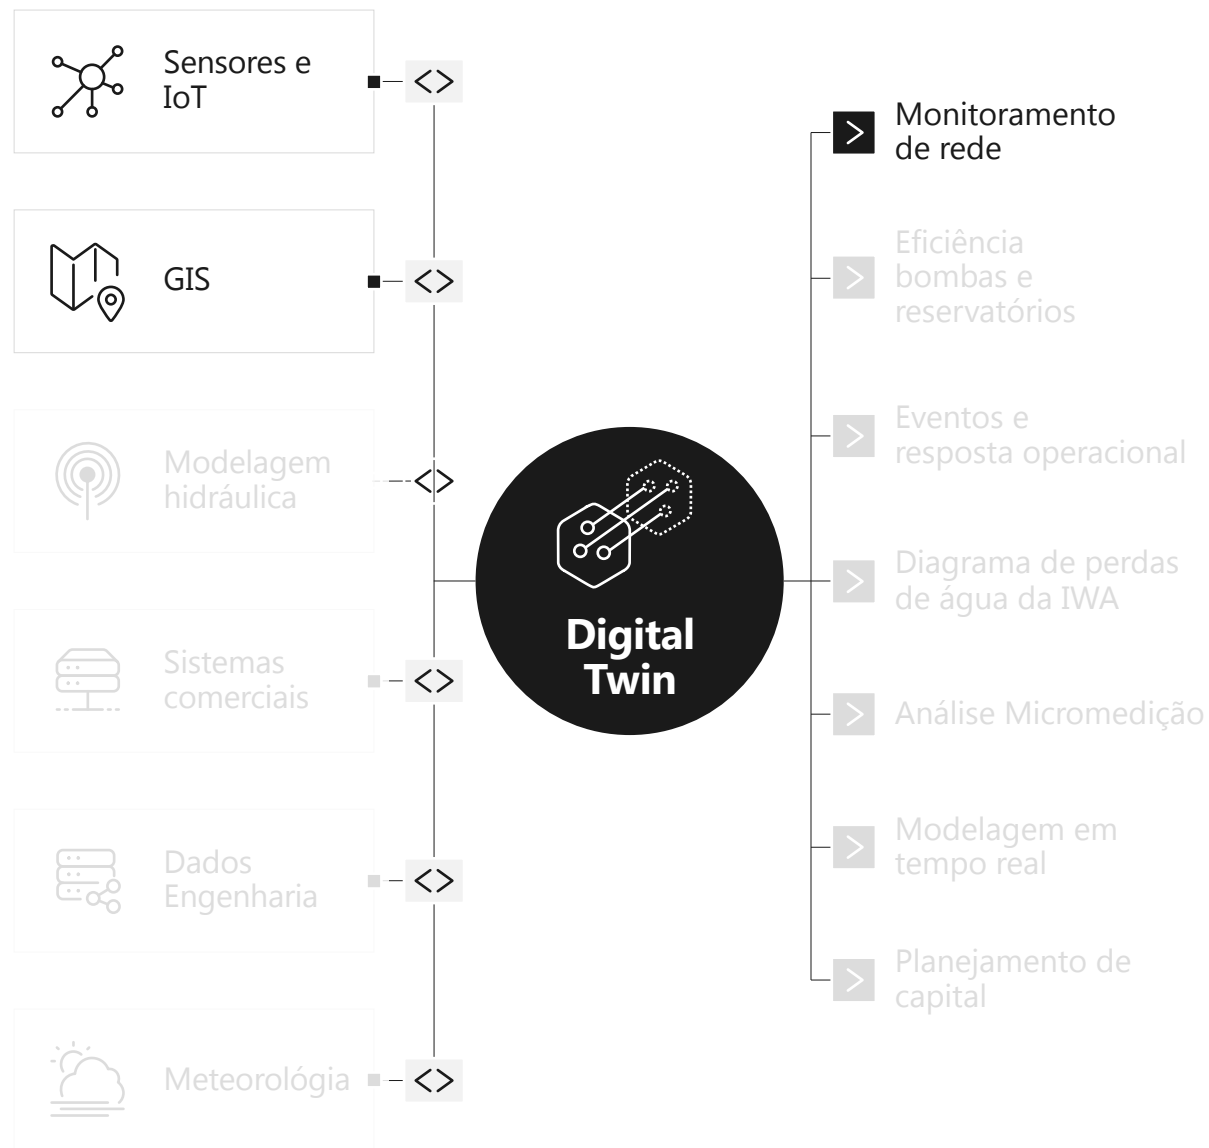 Sensores e
IoT
GIS
Modelagem
hidráulica
Sistemas
comerciais
Dados
Engenharia
Meteorológia
Digital
Twin
Monitoramento
de rede
Eficiência
bombas e
reservatórios
Eventos e
resposta operacional
Diagrama de perdas
de água da IWA
Análise Micromedição
Modelagem em
tempo real
Planejamento de
capital